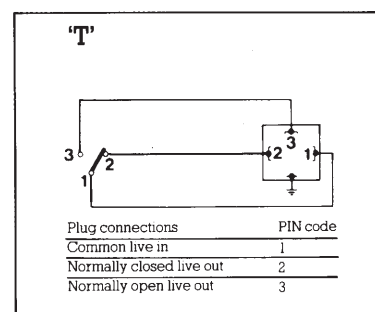 ‘T’
3
3
2
2
1
1
Plug connections PIN code
Common live in 1
Normally closed live out 2
Normally open live out 3